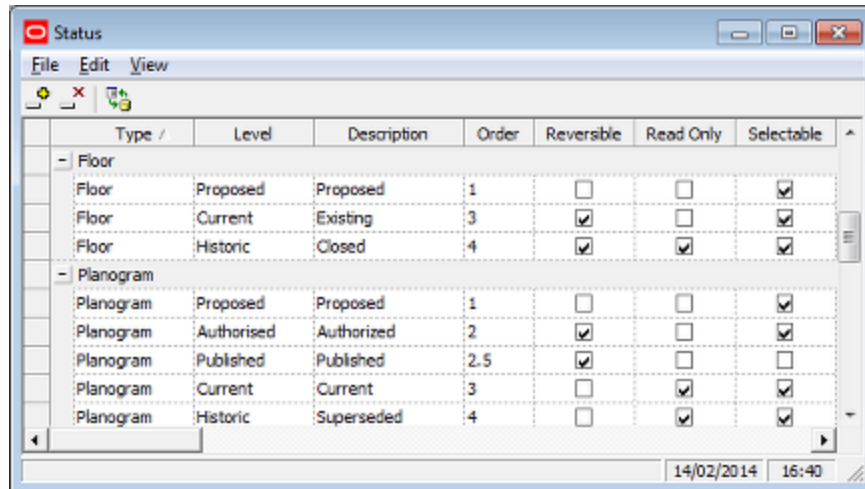 Status
File Edit View
Type Level Description Order Reversible Read Only Selectable
Floor
Floor Proposed Proposed 1
Floor Current Existing 3
Floor Historic Closed 4
Planogram
Planogram Proposed Proposed 1
Planogram Authorised Authorized 2
Planogram Published Published 2.5
Planogram Current Current 3
Planogram Historic Superseded 4
14/02/2014 16:40